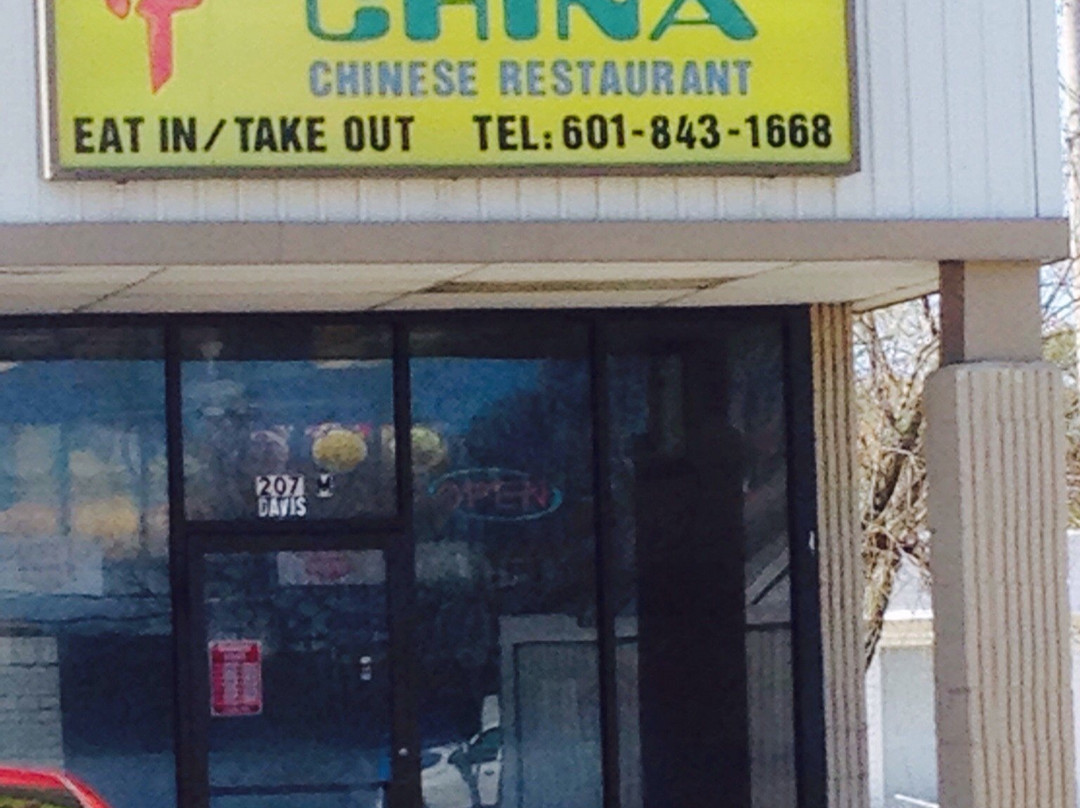 CHINA
CHINESE RESTAURANT
EAT IN/TAKE OUT TEL:601-843-1668
207 M
DAVIS
OPEN